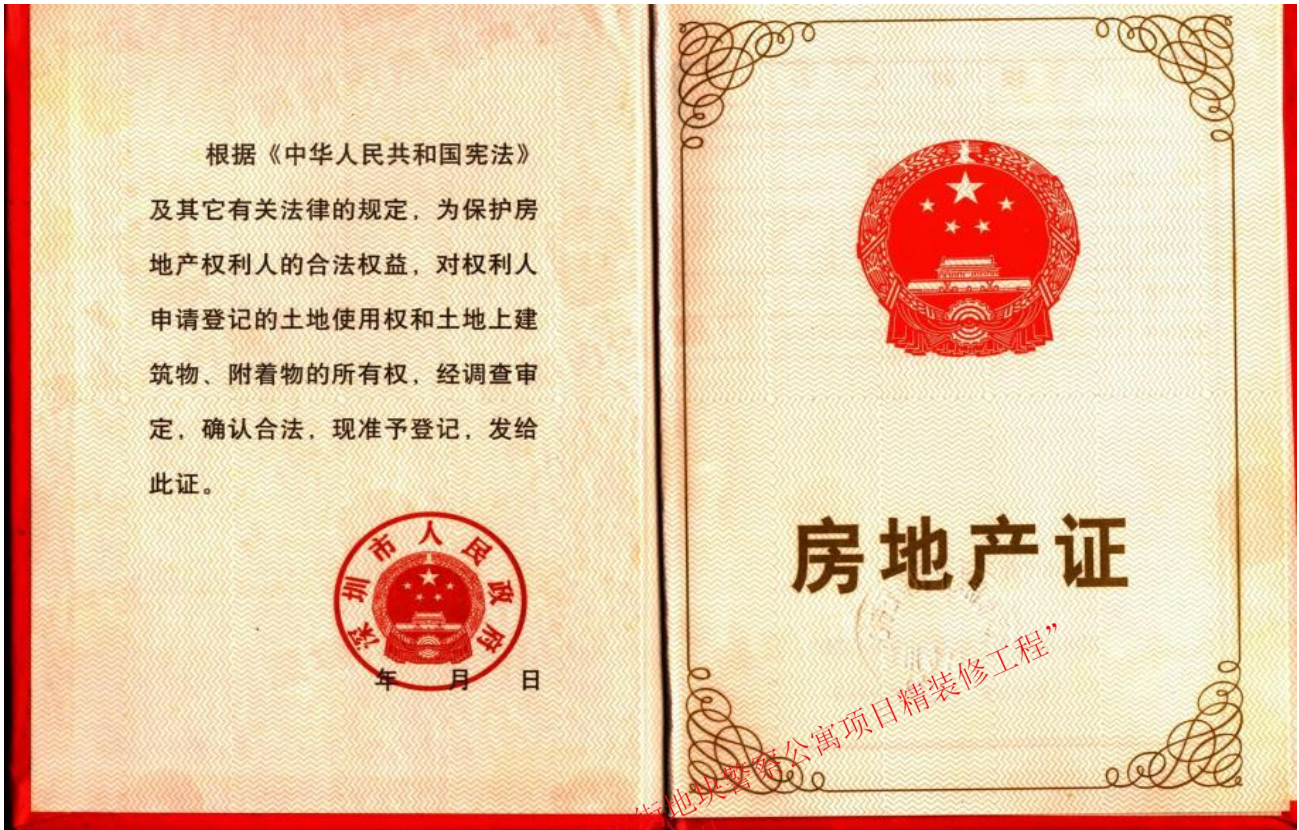 根据《中华人民共和国宪法》
及其它有关法律的规定，为保护房
地产权利人的合法权益，对权利人
申请登记的土地使用权和土地上建
筑物、附着物的所有权，经调查审
定，确认合法，现准予登记，发给
此证。
深圳市人民政府
年 月 日
房地产证
街地块警察公寓项目精装修工程”